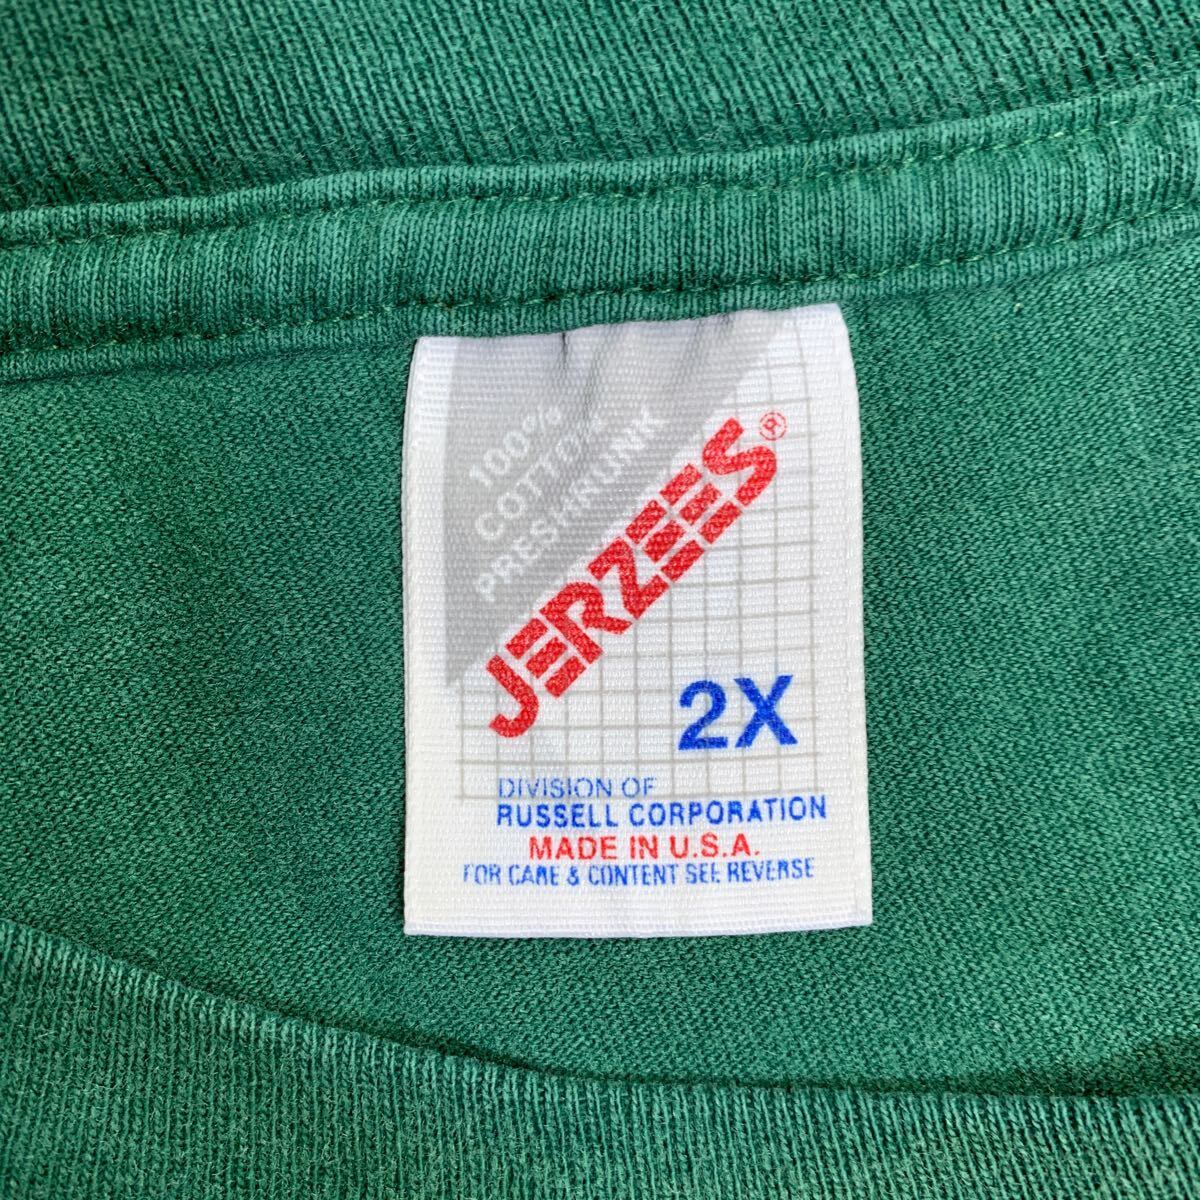 100%
COTTON
PRESHRUNK
JERZEES®
2X
DIVISION OF
RUSSELL CORPORATION
MADE IN U.S.A.
FOR CARE & CONTENT SEE REVERSE